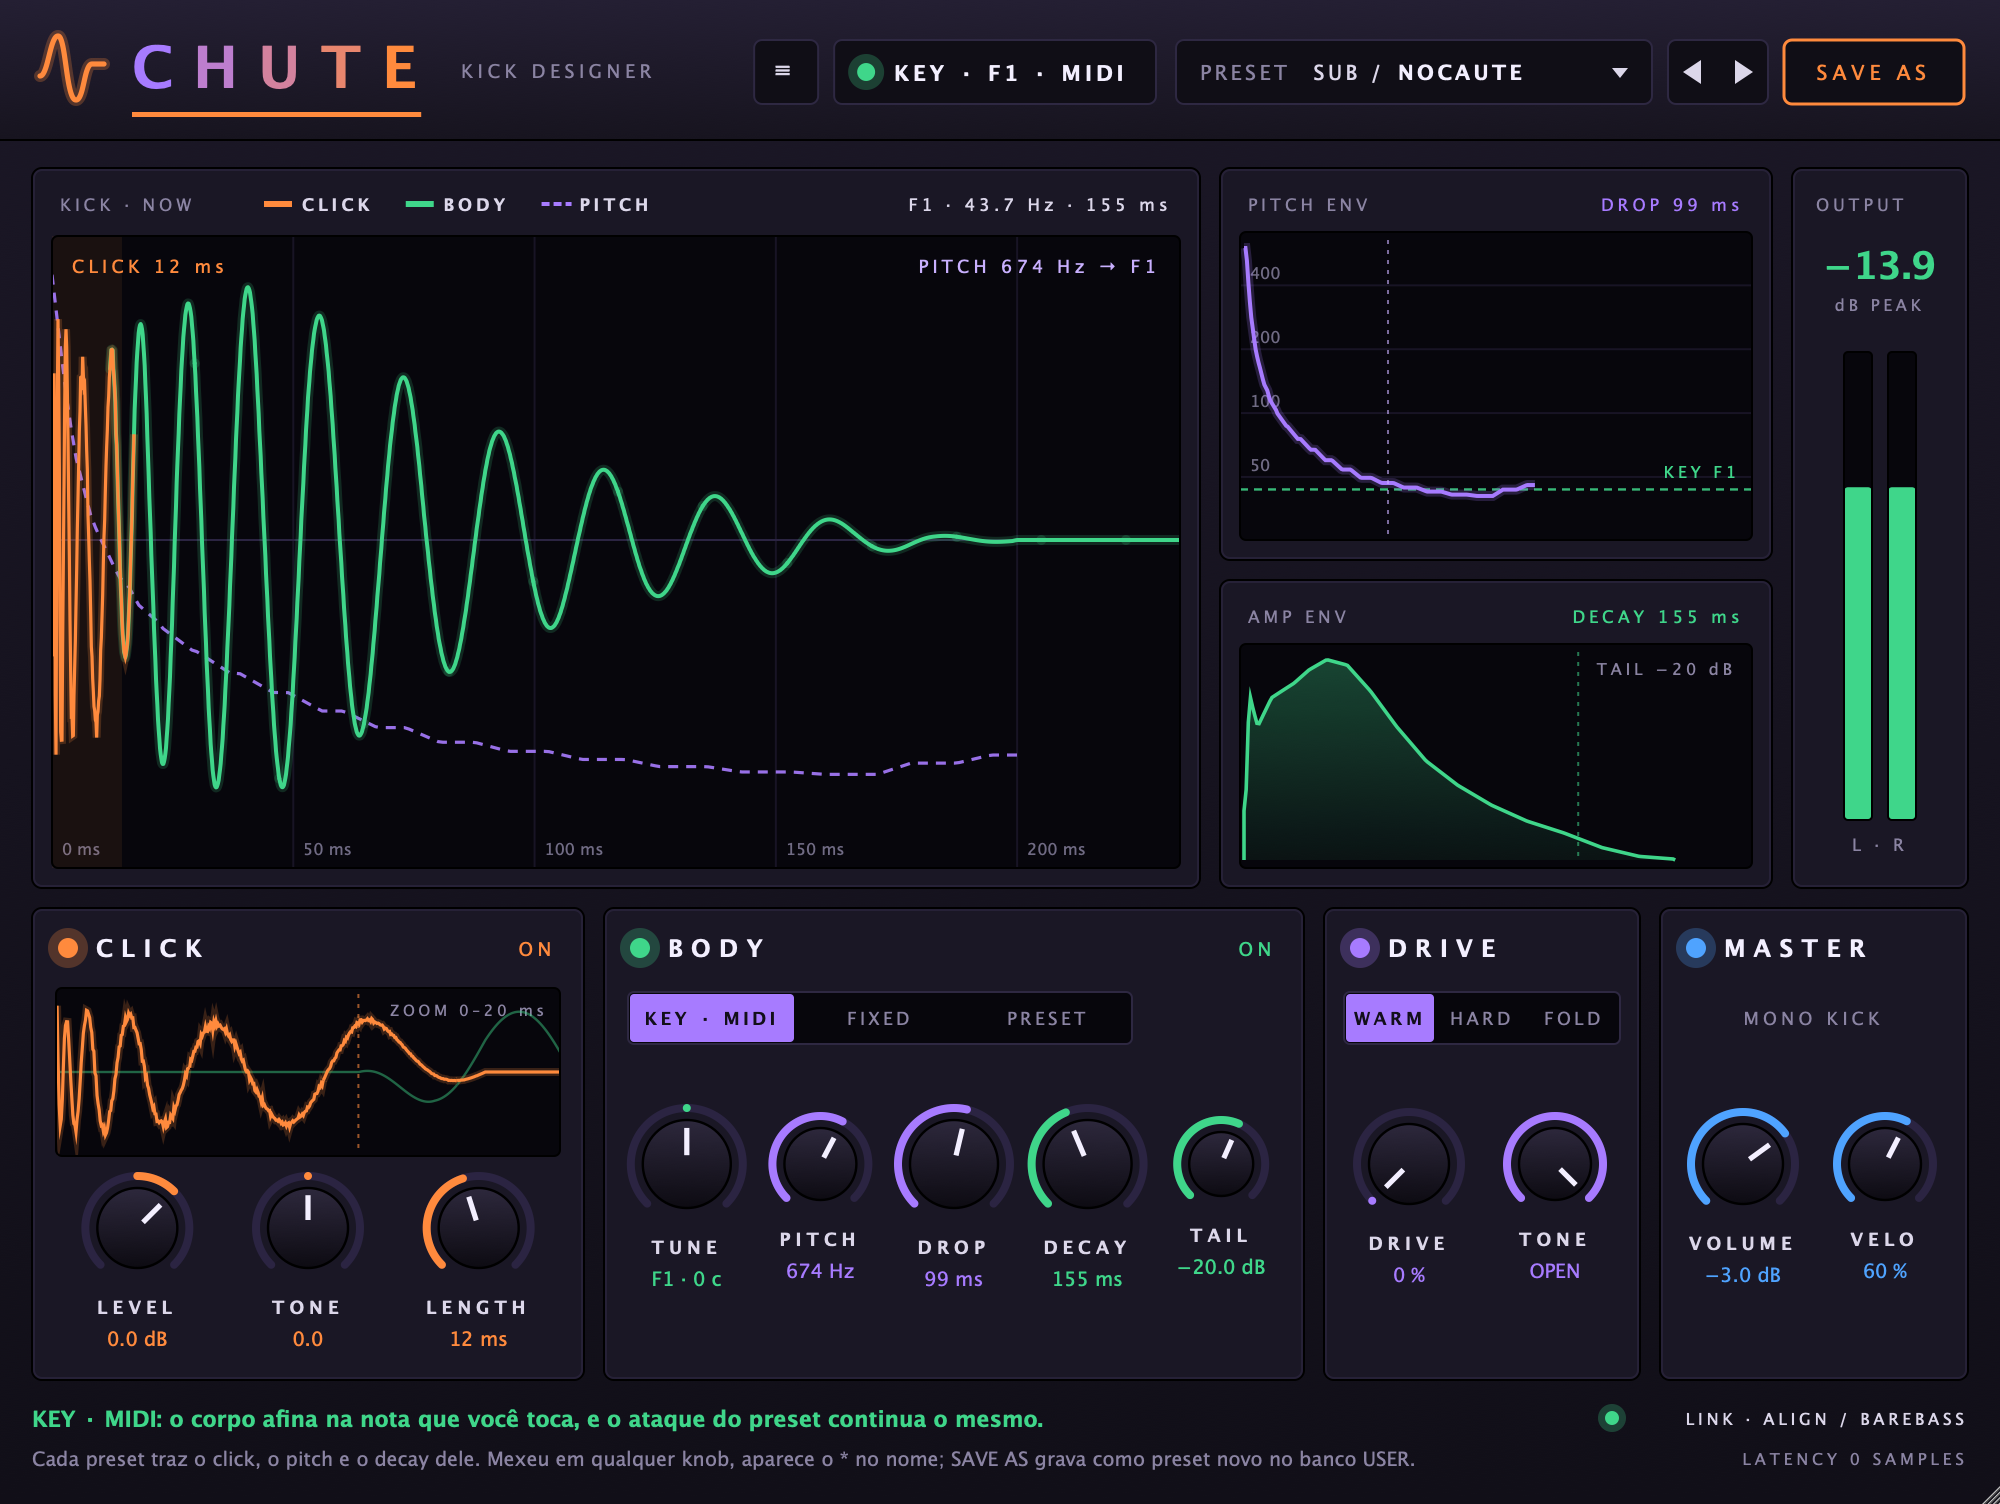 CHUTE
KICK DESIGNER
≡
KEY · F1 · MIDI
PRESET SUB / NOCAUTE
SAVE AS
KICK · NOW
CLICK
BODY
PITCH
F1 · 43.7 Hz · 155 ms
CLICK 12 ms
PITCH 674 Hz → F1
0 ms
50 ms
100 ms
150 ms
200 ms
PITCH ENV
DROP 99 ms
400
200
100
50
KEY F1
AMP ENV
DECAY 155 ms
TAIL −20 dB
OUTPUT
−13.9
dB PEAK
L · R
CLICK
ON
ZOOM 0–20 ms
LEVEL
0.0 dB
TONE
0.0
LENGTH
12 ms
BODY
ON
KEY · MIDI
FIXED
PRESET
TUNE
F1 · 0 c
PITCH
674 Hz
DROP
99 ms
DECAY
155 ms
TAIL
−20.0 dB
DRIVE
WARM
HARD
FOLD
DRIVE
0 %
TONE
OPEN
MASTER
MONO KICK
VOLUME
−3.0 dB
VELO
60 %
KEY · MIDI: o corpo afina na nota que você toca, e o ataque do preset continua o mesmo.
LINK · ALIGN / BAREBASS
Cada preset traz o click, o pitch e o decay dele. Mexeu em qualquer knob, aparece o * no nome; SAVE AS grava como preset novo no banco USER.
LATENCY 0 SAMPLES